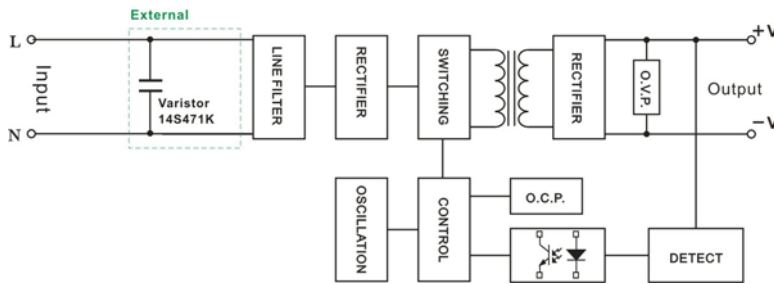 External
L
+V
Input
Varistor
14S471K
LINE FILTER
RECTIFIER
SWITCHING
RECTIFIER
O.V.P.
Output
N
−V
OSCILLATION
CONTROL
O.C.P.
DETECT